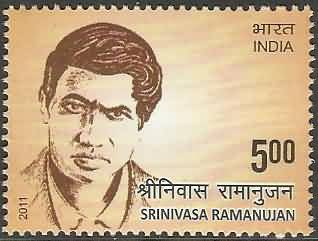 भारत
INDIA
5.00
श्रीनिवास रामानुजन
SRINIVASA RAMANUJAN
2011